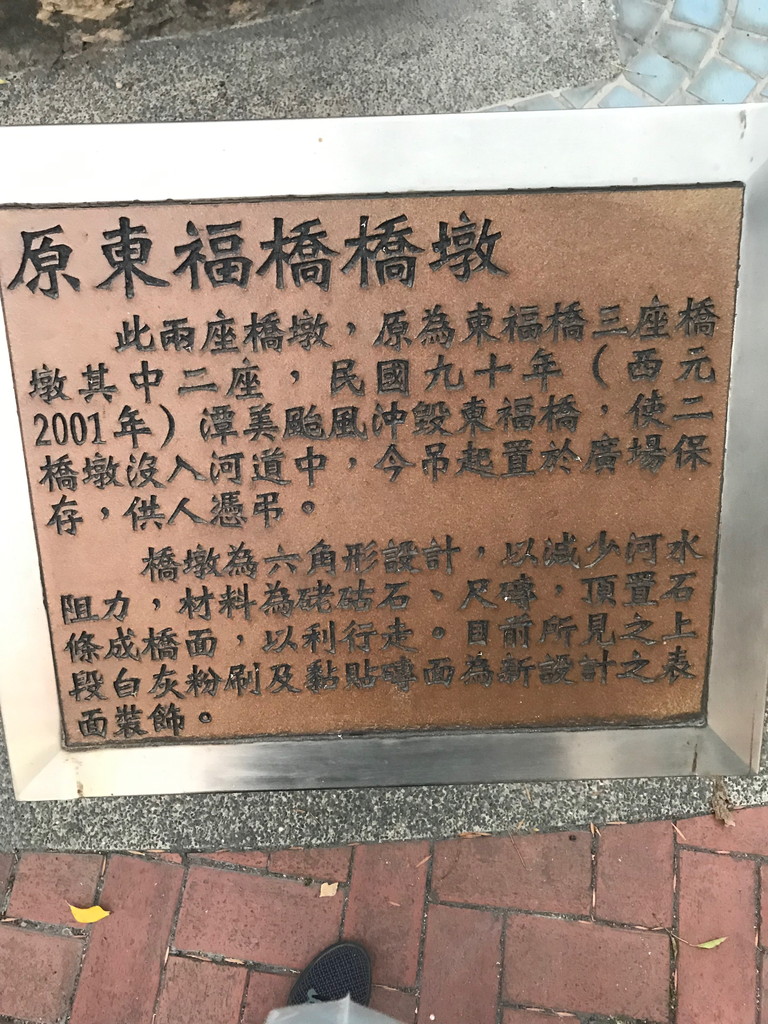 原東福橋橋墩
此兩座橋墩，原為東福橋三座橋
墩其中二座，民國九十年（西元
2001年）潭美颱風沖毀東福橋，使二
橋墩沒入河道中，今吊起置於廣場保
存，供人憑弔。
橋墩為六角形設計，以減少河水
阻力，材料為硓𥑮石、尺磚，頂置石
條成橋面，以利行走。目前所見之上
段白灰粉刷及黏貼磚面為新設計之表
面裝飾。